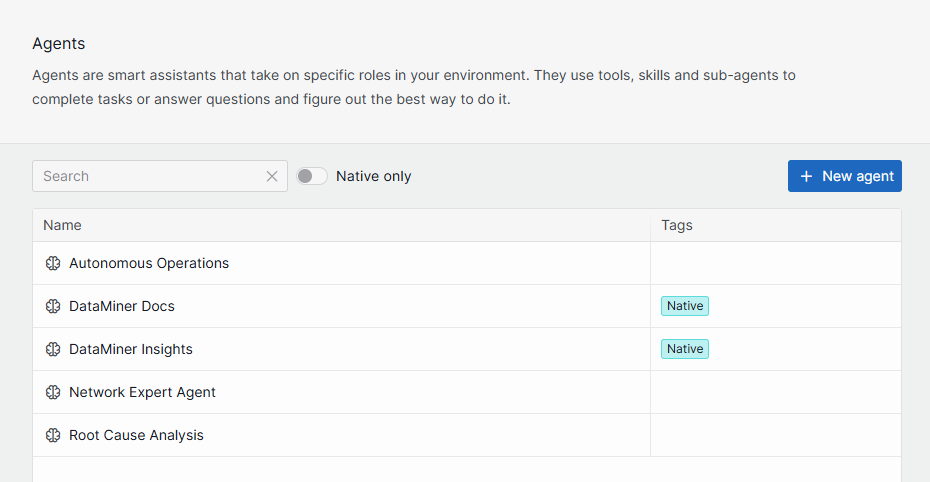 Agents
Agents are smart assistants that take on specific roles in your environment. They use tools, skills and sub-agents to
complete tasks or answer questions and figure out the best way to do it.
Search
Native only
New agent
Name
Tags
Autonomous Operations
DataMiner Docs
Native
DataMiner Insights
Native
Network Expert Agent
Root Cause Analysis